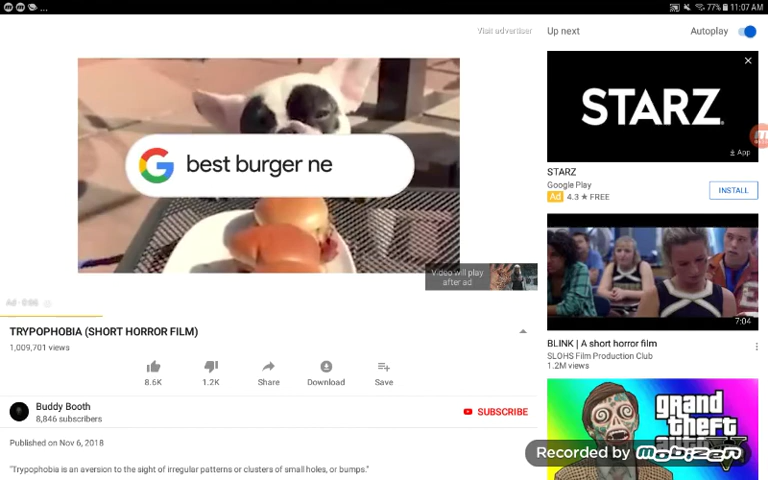 77% 11:07 AM
Visit advertiser
Up next
Autoplay
STARZ
App
G best burger ne
STARZ
Google Play
Ad 4.3 ★ FREE
INSTALL
Video will play
after ad
Ad · 0:06
7:04
TRYPOPHOBIA (SHORT HORROR FILM)
1,009,701 views
BLINK | A short horror film
SLOHS Film Production Club
1.2M views
8.6K
1.2K
Share
Download
Save
Buddy Booth
8,846 subscribers
SUBSCRIBE
grand
theft
auto V
Recorded by mobizen
Published on Nov 6, 2018
"Trypophobia is an aversion to the sight of irregular patterns or clusters of small holes, or bumps."